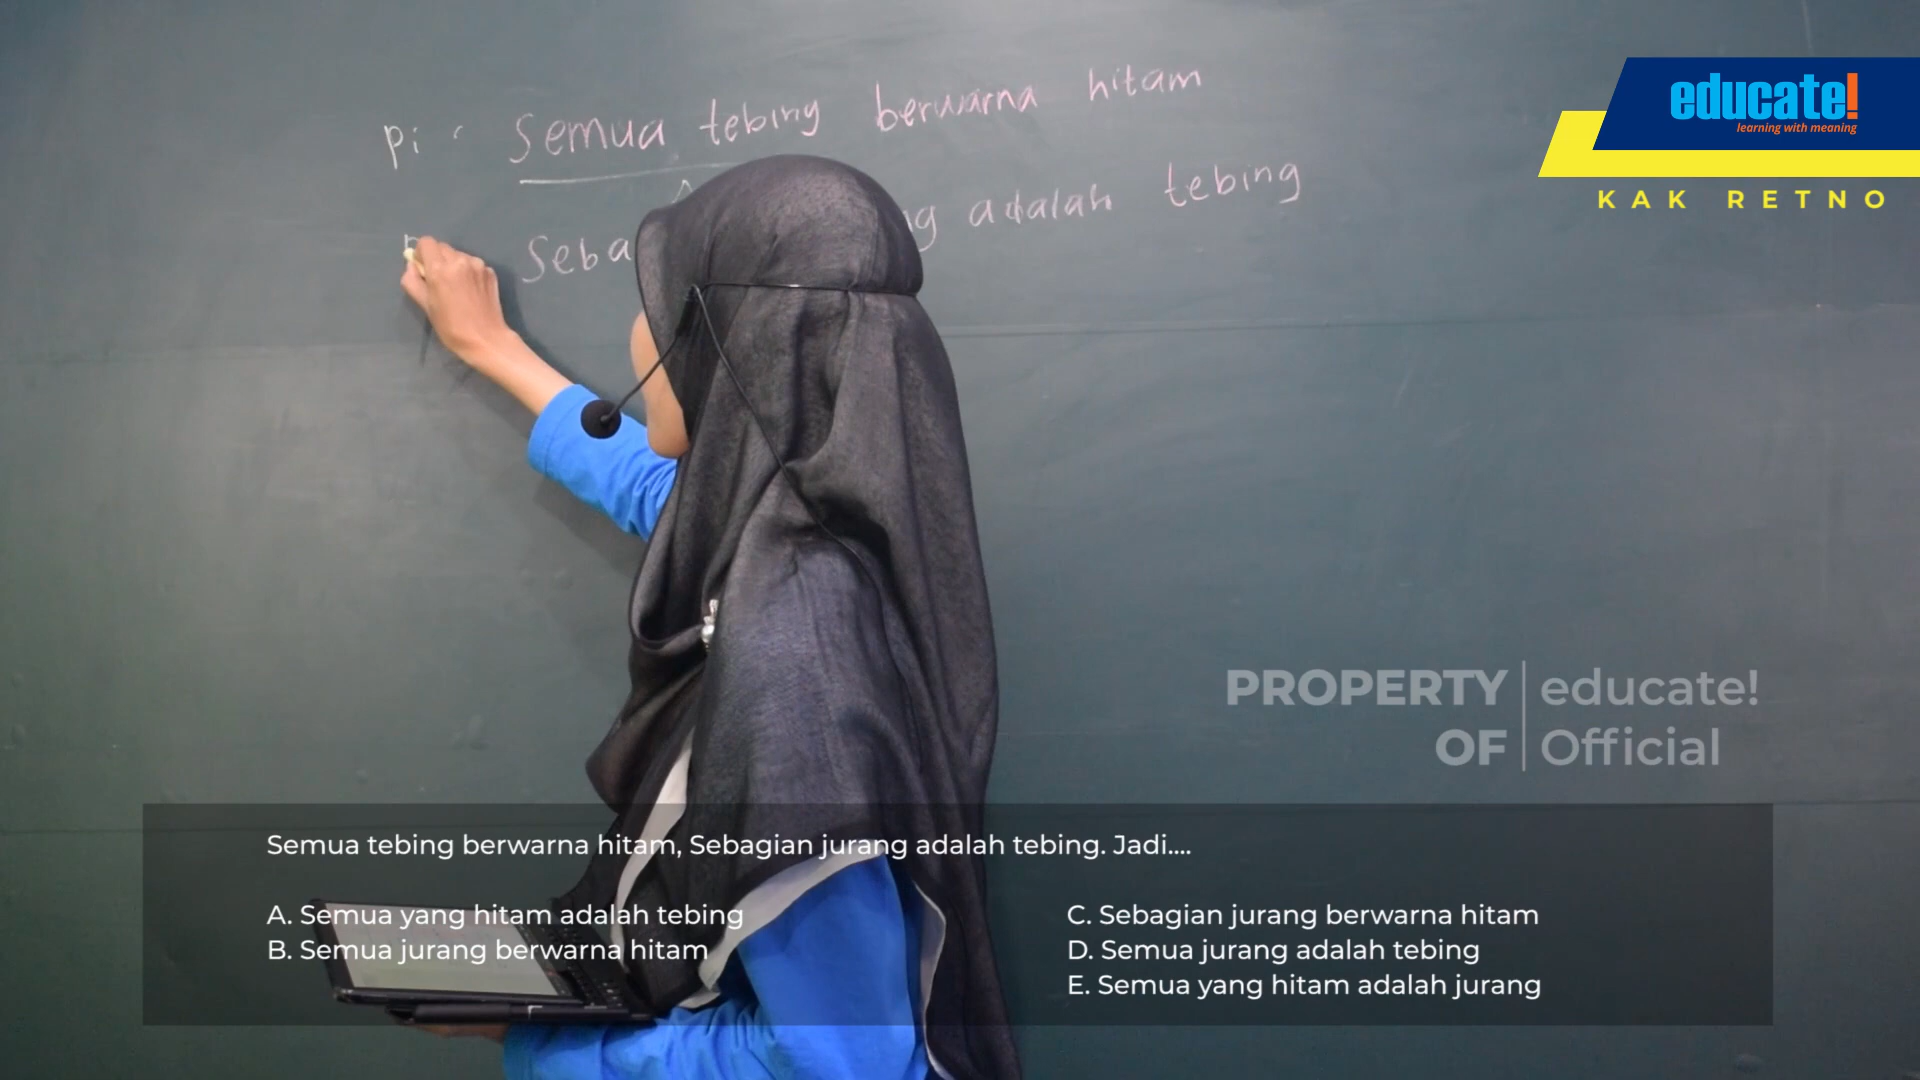 pi : Semua tebing berwarna hitam
Seba adalah tebing
educate!
learning with meaning
KAK RETNO
PROPERTY OF
educate! Official
Semua tebing berwarna hitam, Sebagian jurang adalah tebing. Jadi....
A. Semua yang hitam adalah tebing
B. Semua jurang berwarna hitam
C. Sebagian jurang berwarna hitam
D. Semua jurang adalah tebing
E. Semua yang hitam adalah jurang